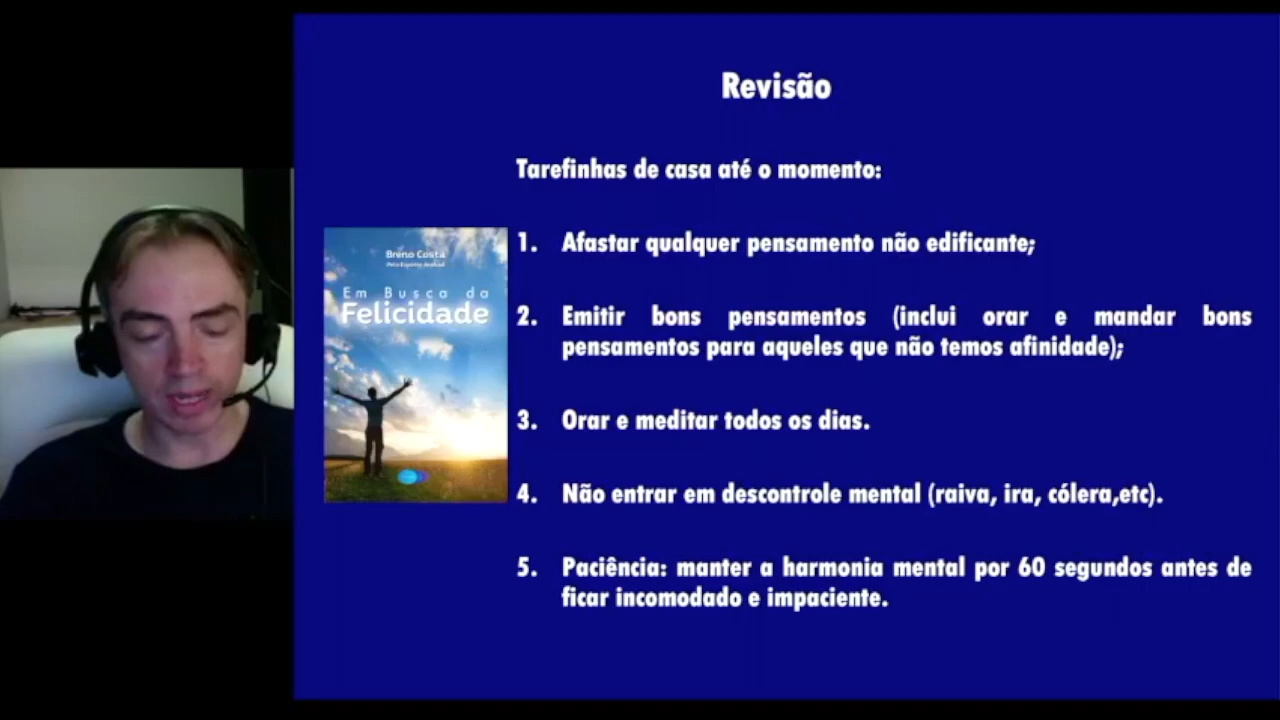 Revisão
Tarefinhas de casa até o momento:
Breno Costa
Em Busca da
Felicidade
1. Afastar qualquer pensamento não edificante;
2. Emitir bons pensamentos (inclui orar e mandar bons
pensamentos para aqueles que não temos afinidade);
3. Orar e meditar todos os dias.
4. Não entrar em descontrole mental (raiva, ira, cólera,etc).
5. Paciência: manter a harmonia mental por 60 segundos antes de
ficar incomodado e impaciente.